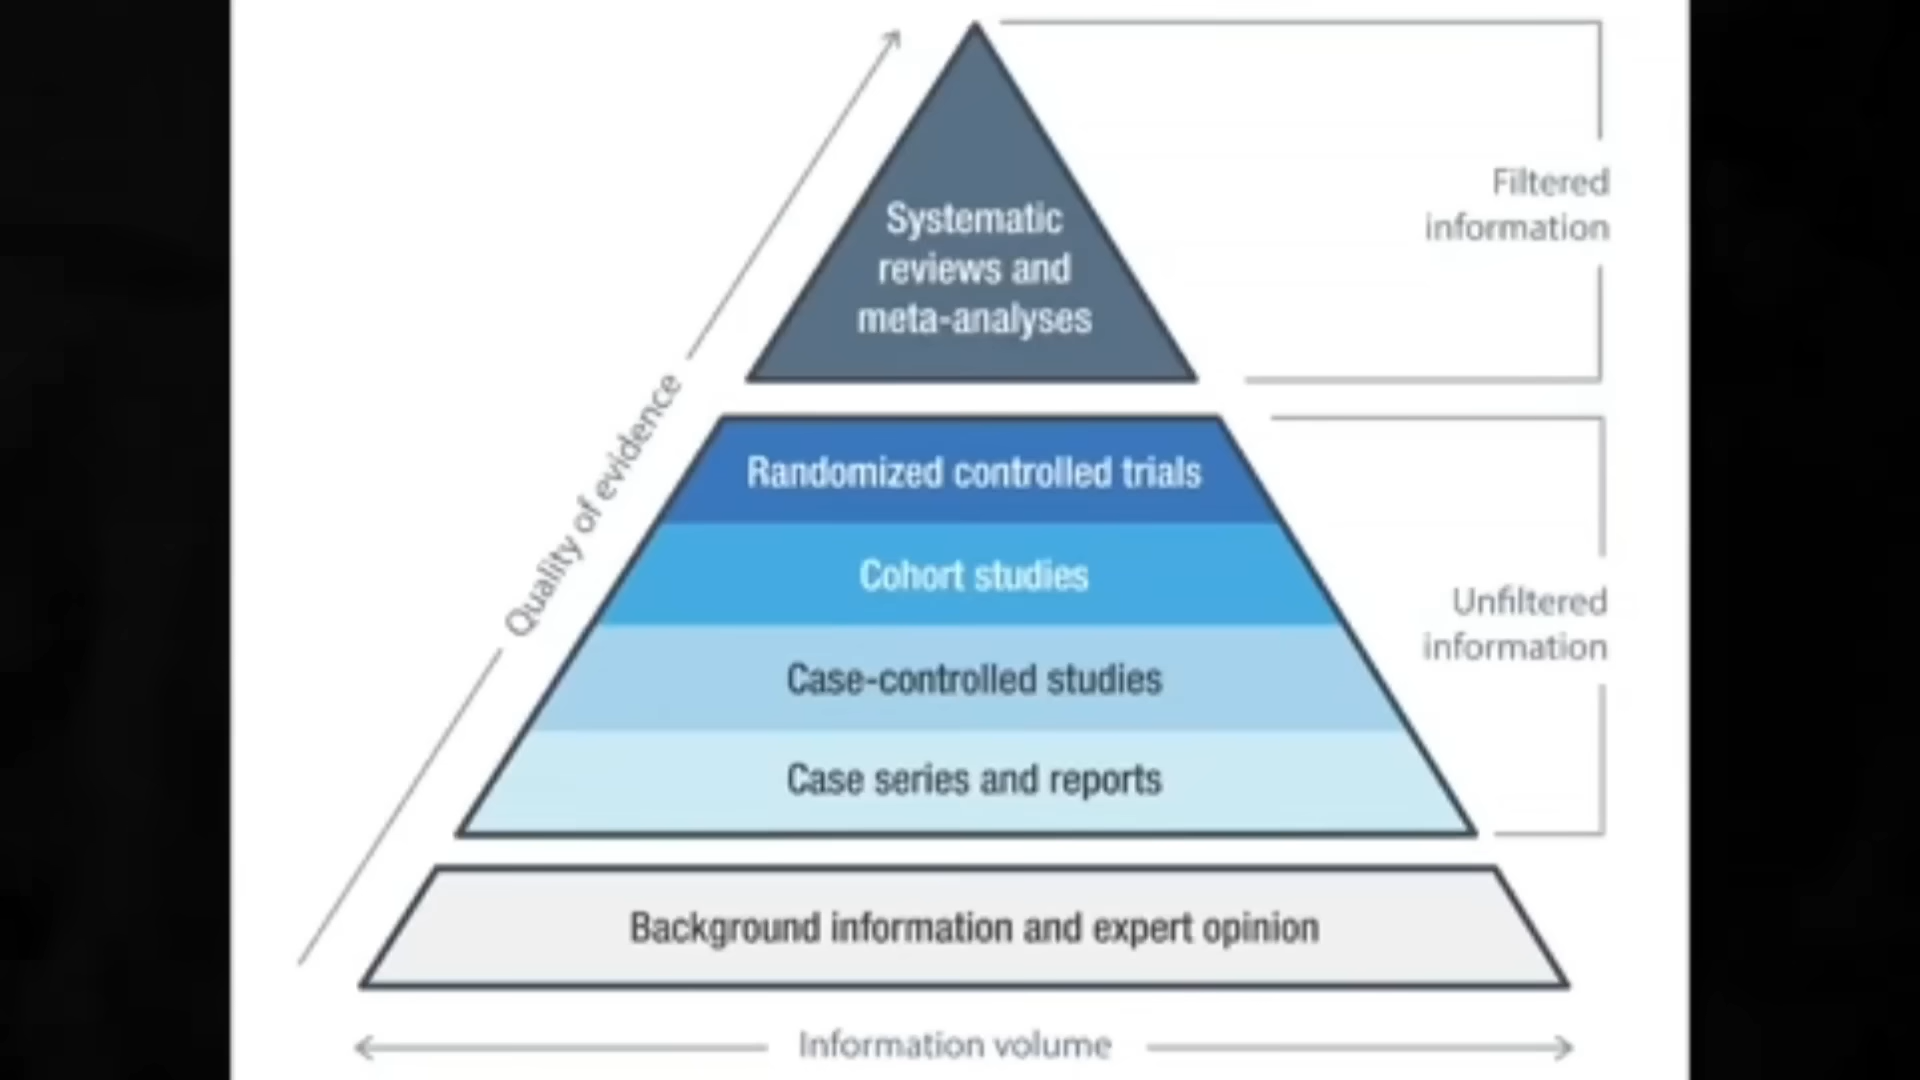 Systematic
reviews and
meta-analyses
Filtered
information
Quality of evidence
Randomized controlled trials
Cohort studies
Case-controlled studies
Case series and reports
Unfiltered
information
Background information and expert opinion
Information volume